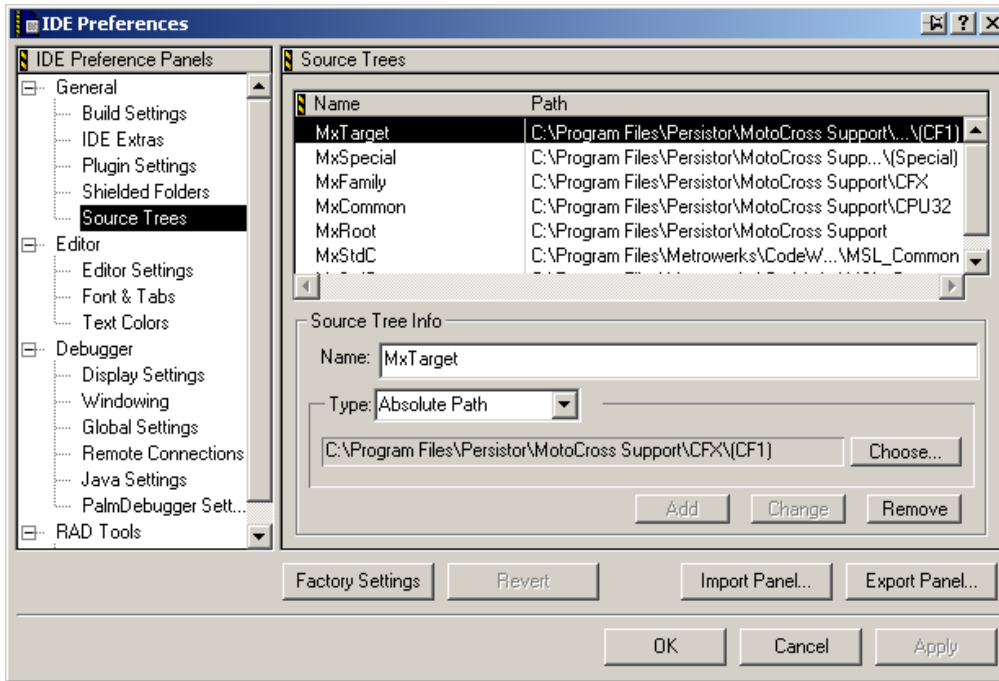 IDE Preferences
IDE Preference Panels
General
Build Settings
IDE Extras
Plugin Settings
Shielded Folders
Source Trees
Editor
Editor Settings
Font & Tabs
Text Colors
Debugger
Display Settings
Windowing
Global Settings
Remote Connections
Java Settings
PalmDebugger Sett...
RAD Tools
Source Trees
Name Path
MxTarget C:\Program Files\Persistor\MotoCross Support\...\(CF1)
MxSpecial C:\Program Files\Persistor\MotoCross Supp...\(Special)
MxFamily C:\Program Files\Persistor\MotoCross Support\CFX
MxCommon C:\Program Files\Persistor\MotoCross Support\CPU32
MxRoot C:\Program Files\Persistor\MotoCross Support
MxStdC C:\Program Files\Metrowerks\CodeW...\MSL_Common
Source Tree Info
Name: MxTarget
Type: Absolute Path
C:\Program Files\Persistor\MotoCross Support\CFX\(CF1)
Choose...
Add Change Remove
Factory Settings Revert Import Panel... Export Panel...
OK Cancel Apply